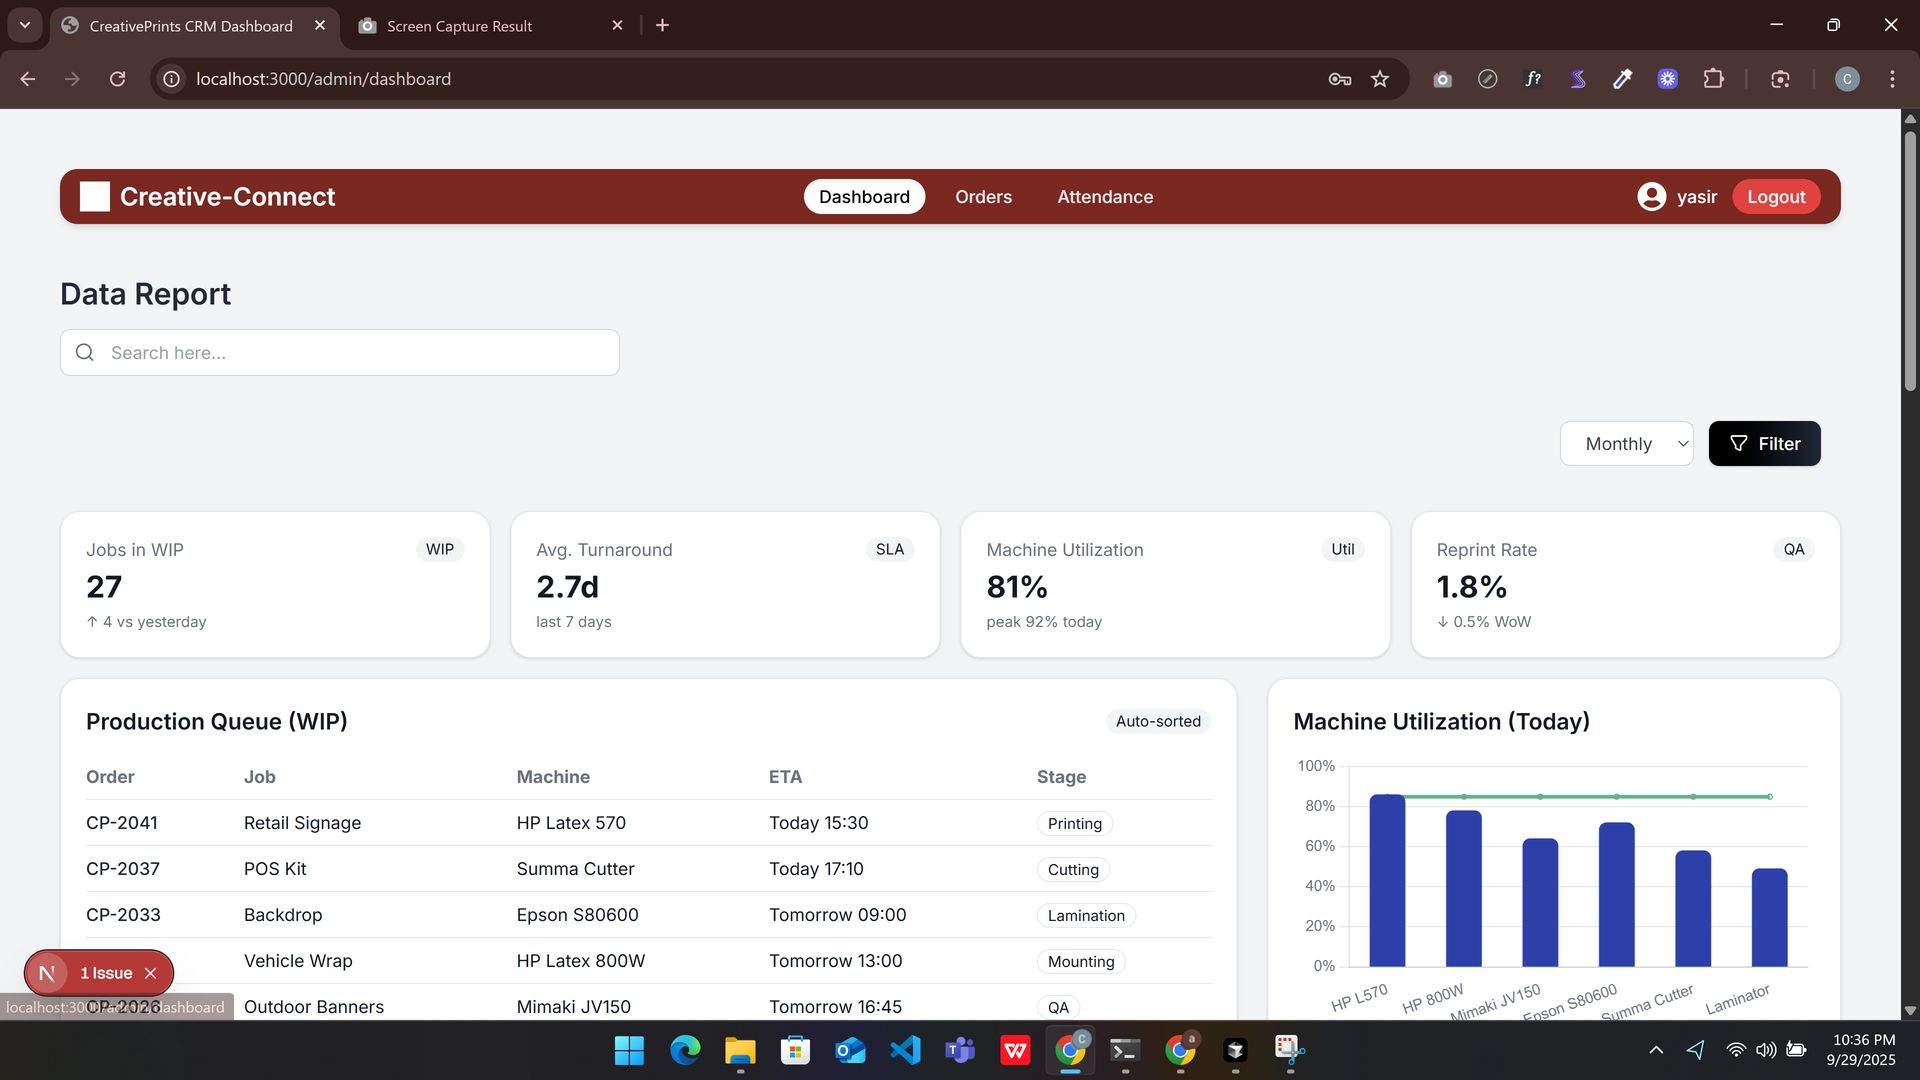 CreativePrints CRM Dashboard
Screen Capture Result
localhost:3000/admin/dashboard
f?
C
Creative-Connect
Dashboard
Orders
Attendance
yasir
Logout
Data Report
Search here...
Monthly
Filter
Jobs in WIP
WIP
27
↑ 4 vs yesterday
Avg. Turnaround
SLA
2.7d
last 7 days
Machine Utilization
Util
81%
peak 92% today
Reprint Rate
QA
1.8%
↓ 0.5% WoW
Production Queue (WIP)
Auto-sorted
Order Job Machine ETA Stage
CP-2041 Retail Signage HP Latex 570 Today 15:30 Printing
CP-2037 POS Kit Summa Cutter Today 17:10 Cutting
CP-2033 Backdrop Epson S80600 Tomorrow 09:00 Lamination
Vehicle Wrap HP Latex 800W Tomorrow 13:00 Mounting
Outdoor Banners Mimaki JV150 Tomorrow 16:45 QA
Machine Utilization (Today)
100%
80%
60%
40%
20%
0%
HP L570
HP 800W
Mimaki JV150
Epson S80600
Summa Cutter
Laminator
N 1 Issue
10:36 PM
9/29/2025